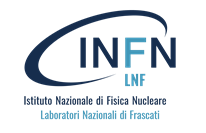 INFN
LNF
Istituto Nazionale di Fisica Nucleare
Laboratori Nazionali di Frascati